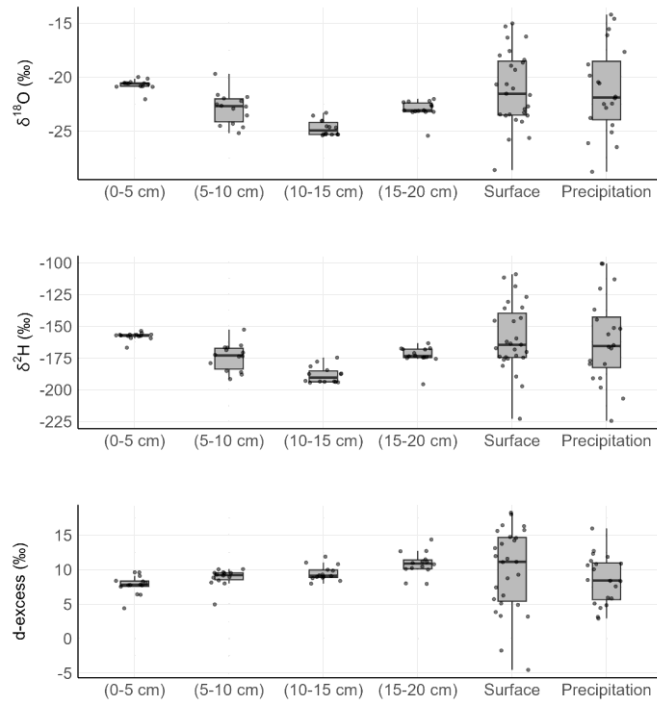 δ¹⁸O (‰)
-15
-20
-25
(0-5 cm) (5-10 cm) (10-15 cm) (15-20 cm) Surface Precipitation
δ²H (‰)
-100
-125
-150
-175
-200
-225
(0-5 cm) (5-10 cm) (10-15 cm) (15-20 cm) Surface Precipitation
d-excess (‰)
15
10
5
0
-5
(0-5 cm) (5-10 cm) (10-15 cm) (15-20 cm) Surface Precipitation